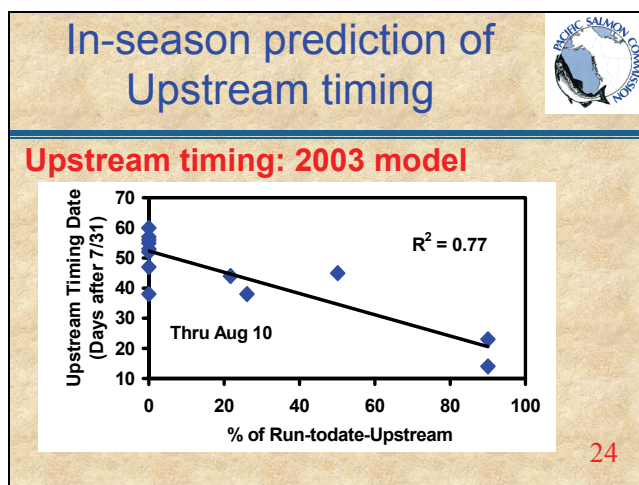 In-season prediction of
Upstream timing
PACIFIC SALMON COMMISSION
Upstream timing: 2003 model
Upstream Timing Date
(Days after 7/31)
70
60
50
40
30
20
10
R² = 0.77
Thru Aug 10
0 20 40 60 80 100
% of Run-todate-Upstream
24